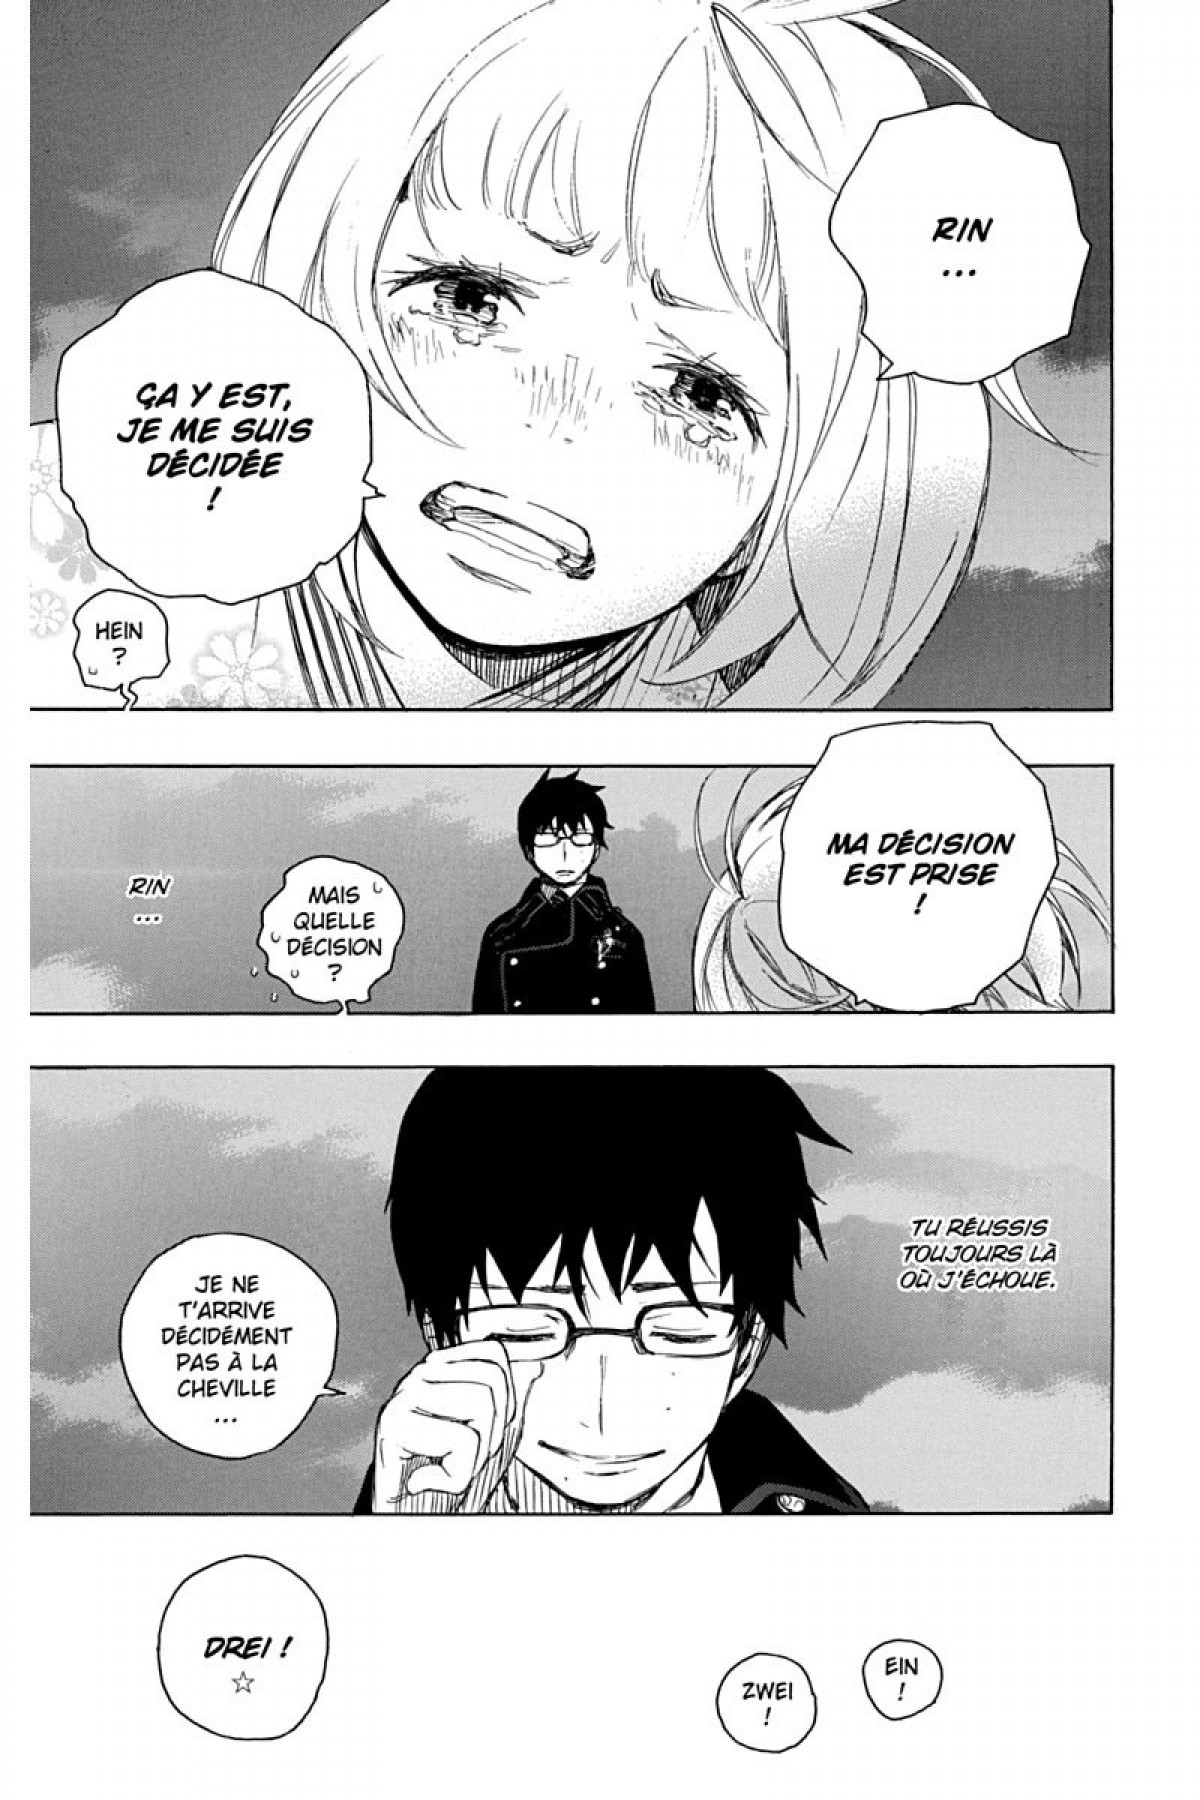 RIN
...
ÇA Y EST,
JE ME SUIS
DÉCIDÉE
!
HEIN
?
MA DÉCISION
EST PRISE
!
MAIS
QUELLE
DÉCISION
?
RIN
...
TU RÉUSSIS
TOUJOURS LÀ
OÙ J'ÉCHOUE.
JE NE
T'ARRIVE
DÉCIDÉMENT
PAS À LA
CHEVILLE
...
EIN
!
ZWEI
!
DREI !
☆